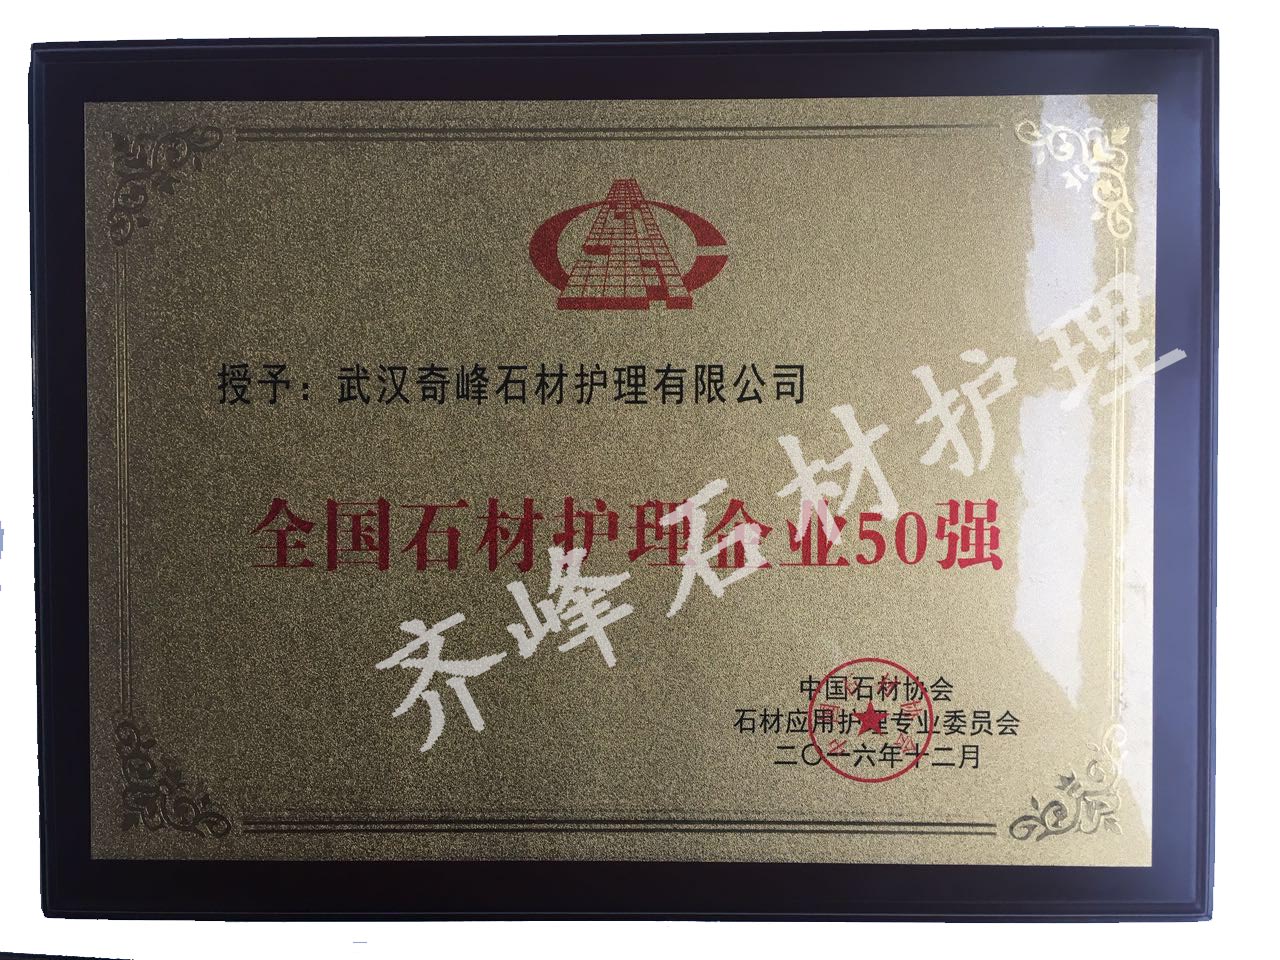 授予：武汉奇峰石材护理有限公司
全国石材护理企业50强
齐峰石材护理
中国石材协会
石材应用护理专业委员会
二〇一六年十二月